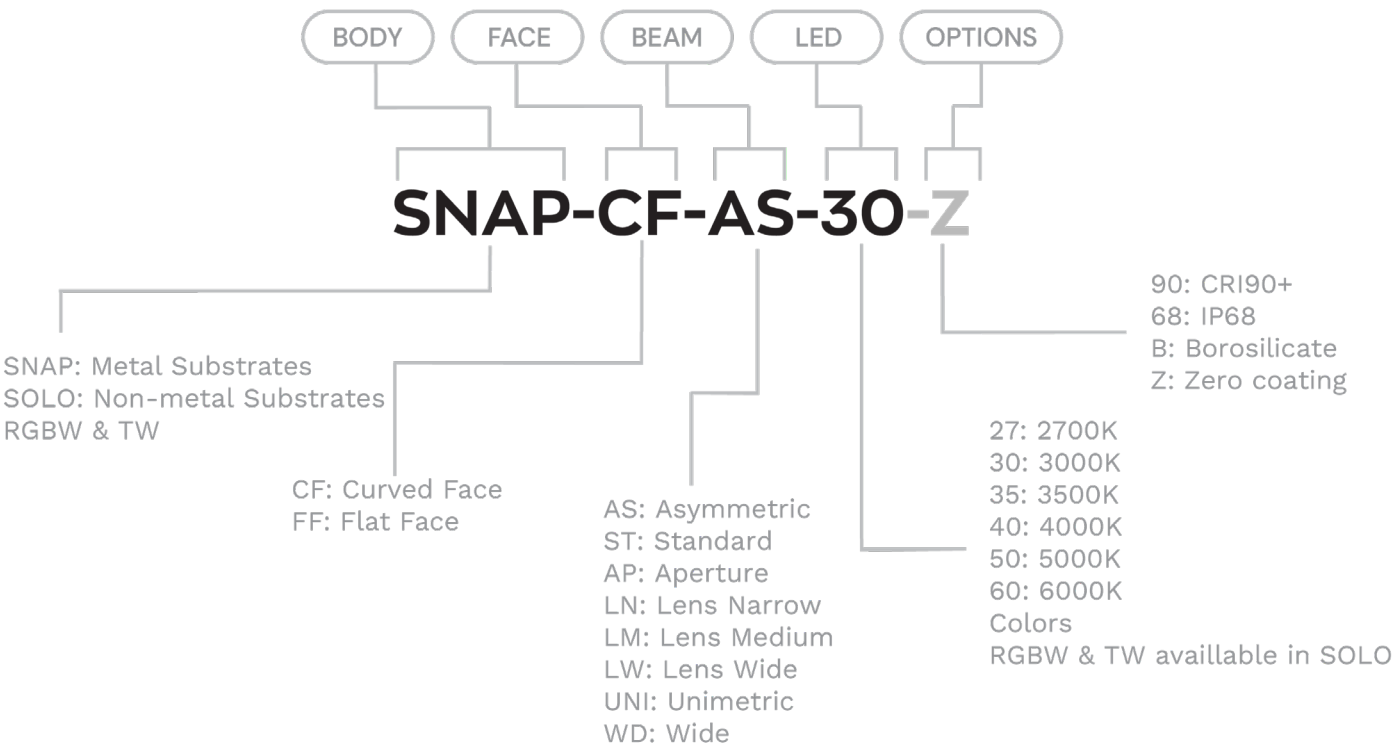 BODY
FACE
BEAM
LED
OPTIONS
SNAP-CF-AS-30-Z
SNAP: Metal Substrates
SOLO: Non-metal Substrates
RGBW & TW
CF: Curved Face
FF: Flat Face
AS: Asymmetric
ST: Standard
AP: Aperture
LN: Lens Narrow
LM: Lens Medium
LW: Lens Wide
UNI: Unimetric
WD: Wide
27: 2700K
30: 3000K
35: 3500K
40: 4000K
50: 5000K
60: 6000K
Colors
RGBW & TW availlable in SOLO
90: CRI90+
68: IP68
B: Borosilicate
Z: Zero coating